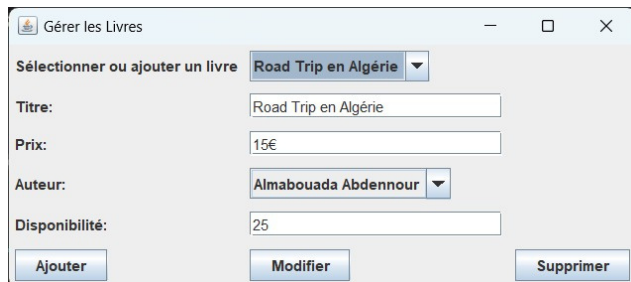 Gérer les Livres
Sélectionner ou ajouter un livre Road Trip en Algérie
Titre: Road Trip en Algérie
Prix: 15€
Auteur: Almabouada Abdennour
Disponibilité: 25
Ajouter Modifier Supprimer